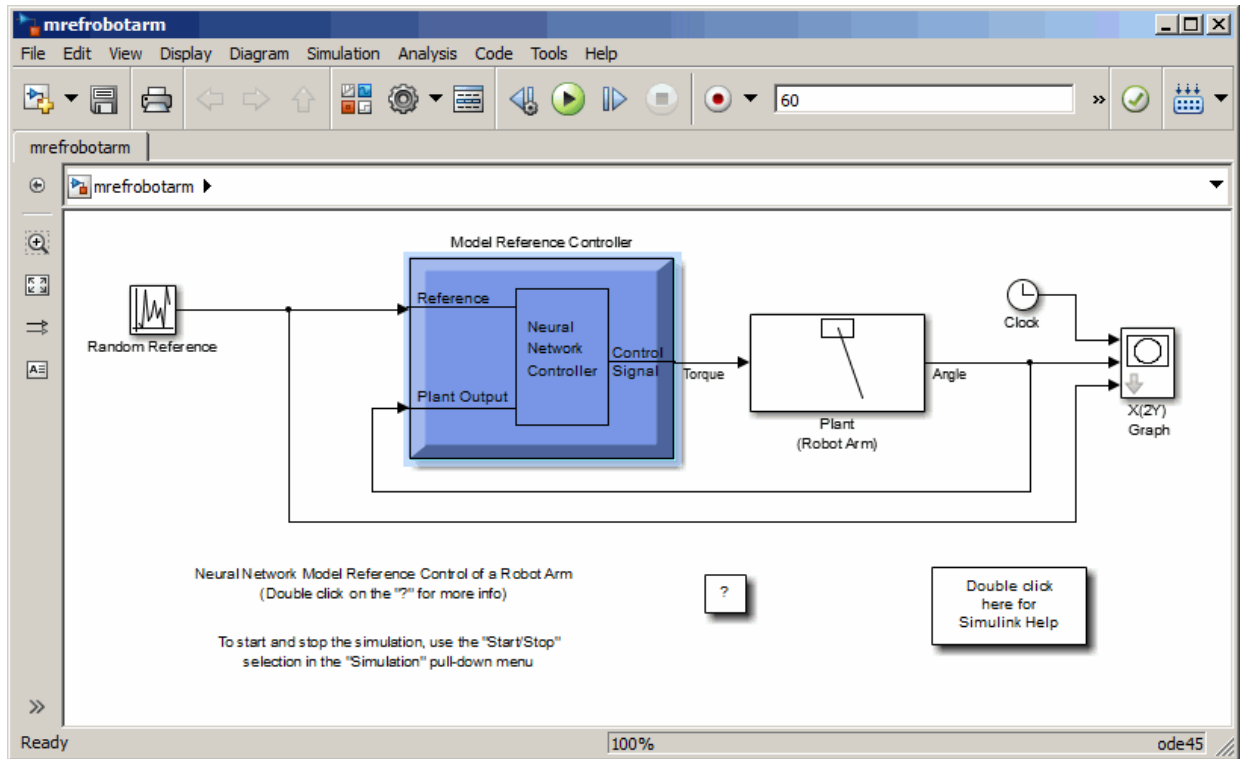 mrefrobotarm
File Edit View Display Diagram Simulation Analysis Code Tools Help
60
»
mrefrobotarm
mrefrobotarm
Model Reference Controller
Random Reference
Reference
Plant Output
Neural
Network
Controller
Control
Signal
Torque
Plant
(Robot Arm)
Angle
Clock
X(2Y)
Graph
Neural Network Model Reference Control of a Robot Arm
(Double click on the "?" for more info)
?
Double click
here for
Simulink Help
To start and stop the simulation, use the "Start/Stop"
selection in the "Simulation" pull-down menu
»
Ready 100% ode45